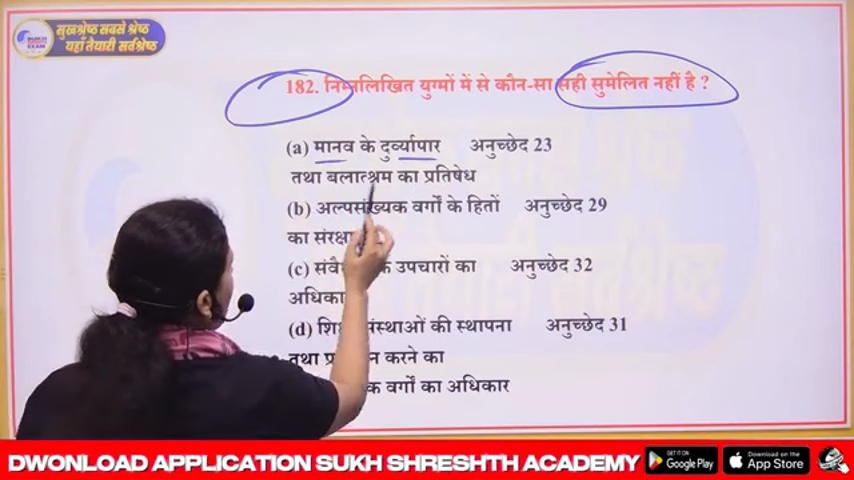 सुखश्रेष्ठ सबसे श्रेष्ठ
यहाँ तैयारी सर्वश्रेष्ठ
182. निम्नलिखित युग्मों में से कौन-सा सही सुमेलित नहीं है ?
(a) मानव के दुर्व्यापार अनुच्छेद 23
तथा बलात्श्रम का प्रतिषेध
(b) अल्पसंख्यक वर्गों के हितों अनुच्छेद 29
का
(c) उपचारों का अनुच्छेद 32
(d) संस्थाओं की स्थापना अनुच्छेद 31
तथा करने का
वर्गों का अधिकार
DWONLOAD APPLICATION SUKH SHRESHTH ACADEMY
GET IT ON
Google Play
Download on the
App Store